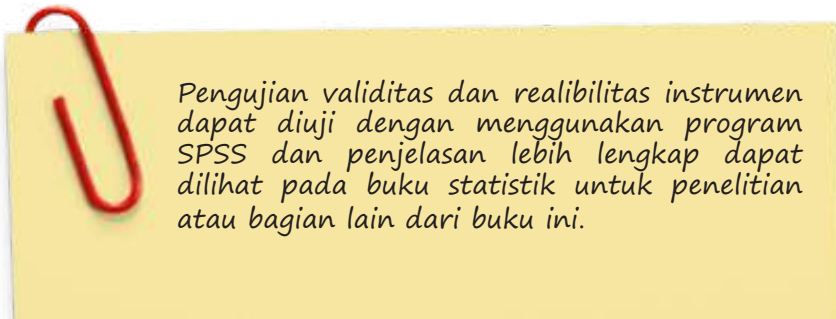 Pengujian validitas dan realibilitas instrumen
dapat diuji dengan menggunakan program
SPSS dan penjelasan lebih lengkap dapat
dilihat pada buku statistik untuk penelitian
atau bagian lain dari buku ini.